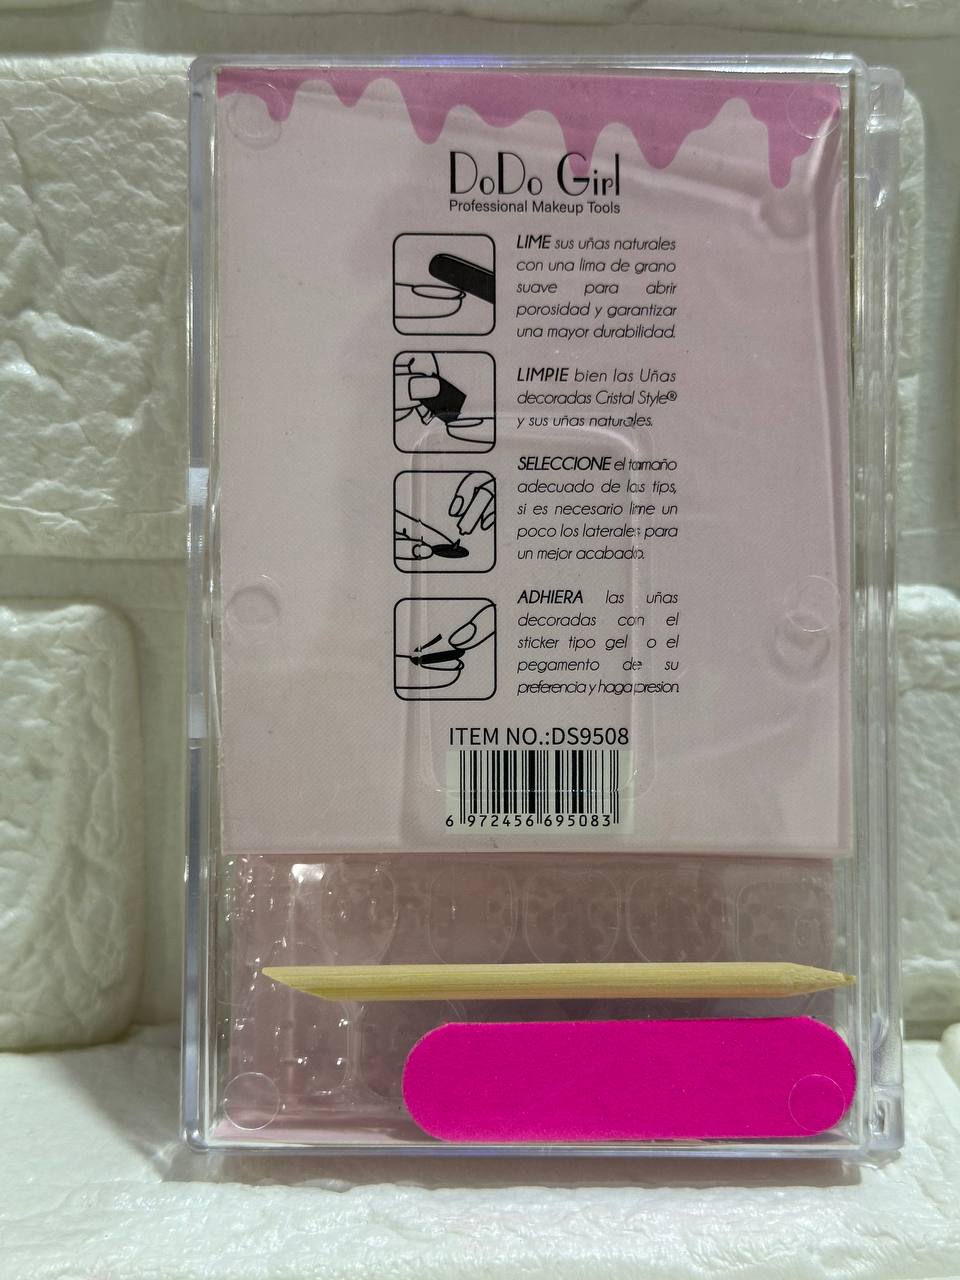 DoDo Girl
Professional Makeup Tools
LIME sus uñas naturales
con una lima de grano
suave para abrir
porosidad y garantizar
una mayor durabilidad.
LIMPIE bien las Uñas
decoradas Cristal Style®
y sus uñas naturales.
SELECCIONE el tamaño
adecuado de los tips,
si es necesario lime un
poco los laterales para
un mejor acabado.
ADHIERA las uñas
decoradas con el
sticker tipo gel o el
pegamento de su
preferencia y haga presion.
ITEM NO.:DS9508
6 972456 695083